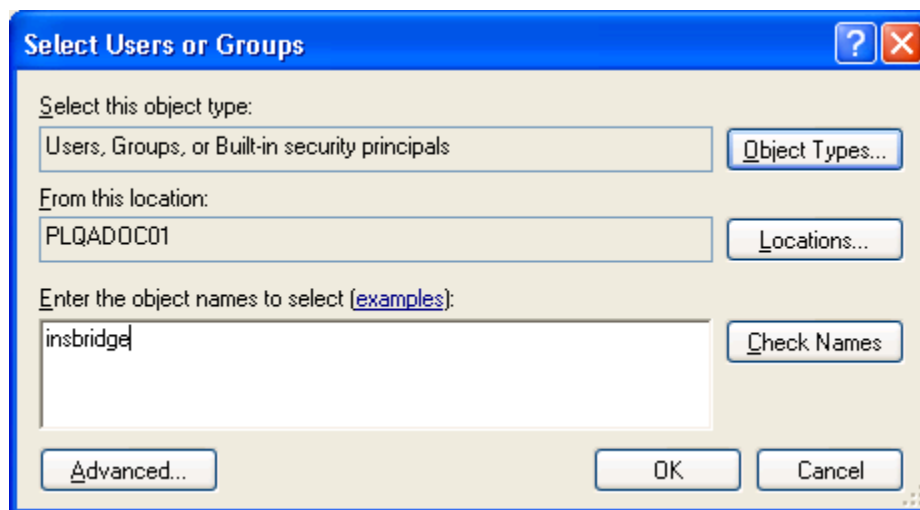 Select Users or Groups
Select this object type:
Users, Groups, or Built-in security principals
Object Types...
From this location:
PLQADOC01
Locations...
Enter the object names to select (examples):
insbridge
Check Names
Advanced...
OK
Cancel